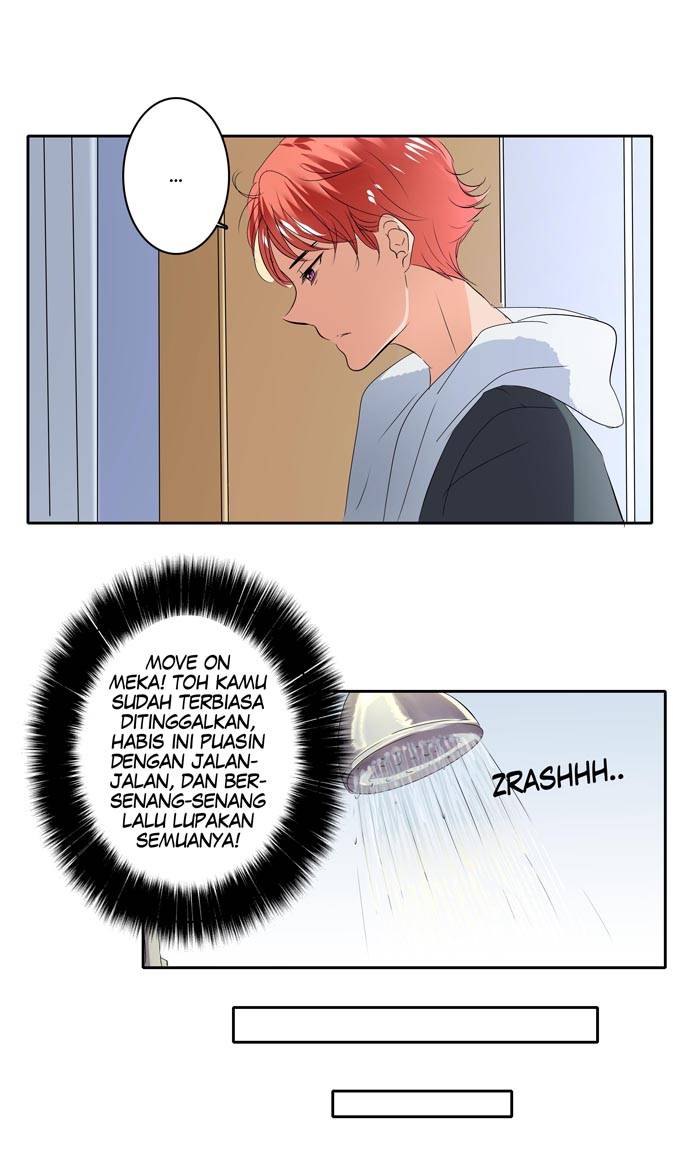 ...
MOVE ON
MEKA! TOH KAMU
SUDAH TERBIASA
DITINGGALKAN,
HABIS INI PUASIN
DENGAN JALAN-
JALAN, DAN BER-
SENANG-SENANG
LALU LUPAKAN
SEMUANYA!
ZRASHHH..